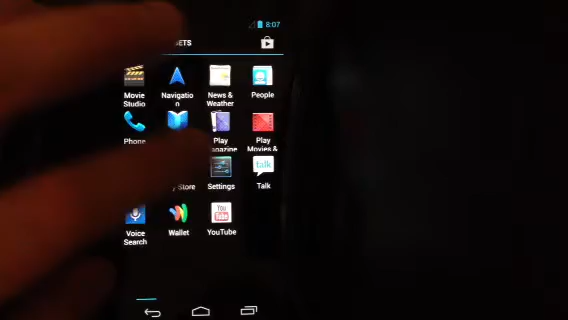 8:07
ETS
Movie Studio
Navigatio n
News & Weather
People
Phone
Play
Play Movies &
Store
Settings
talk
Talk
Voice Search
Wallet
You Tube
YouTube